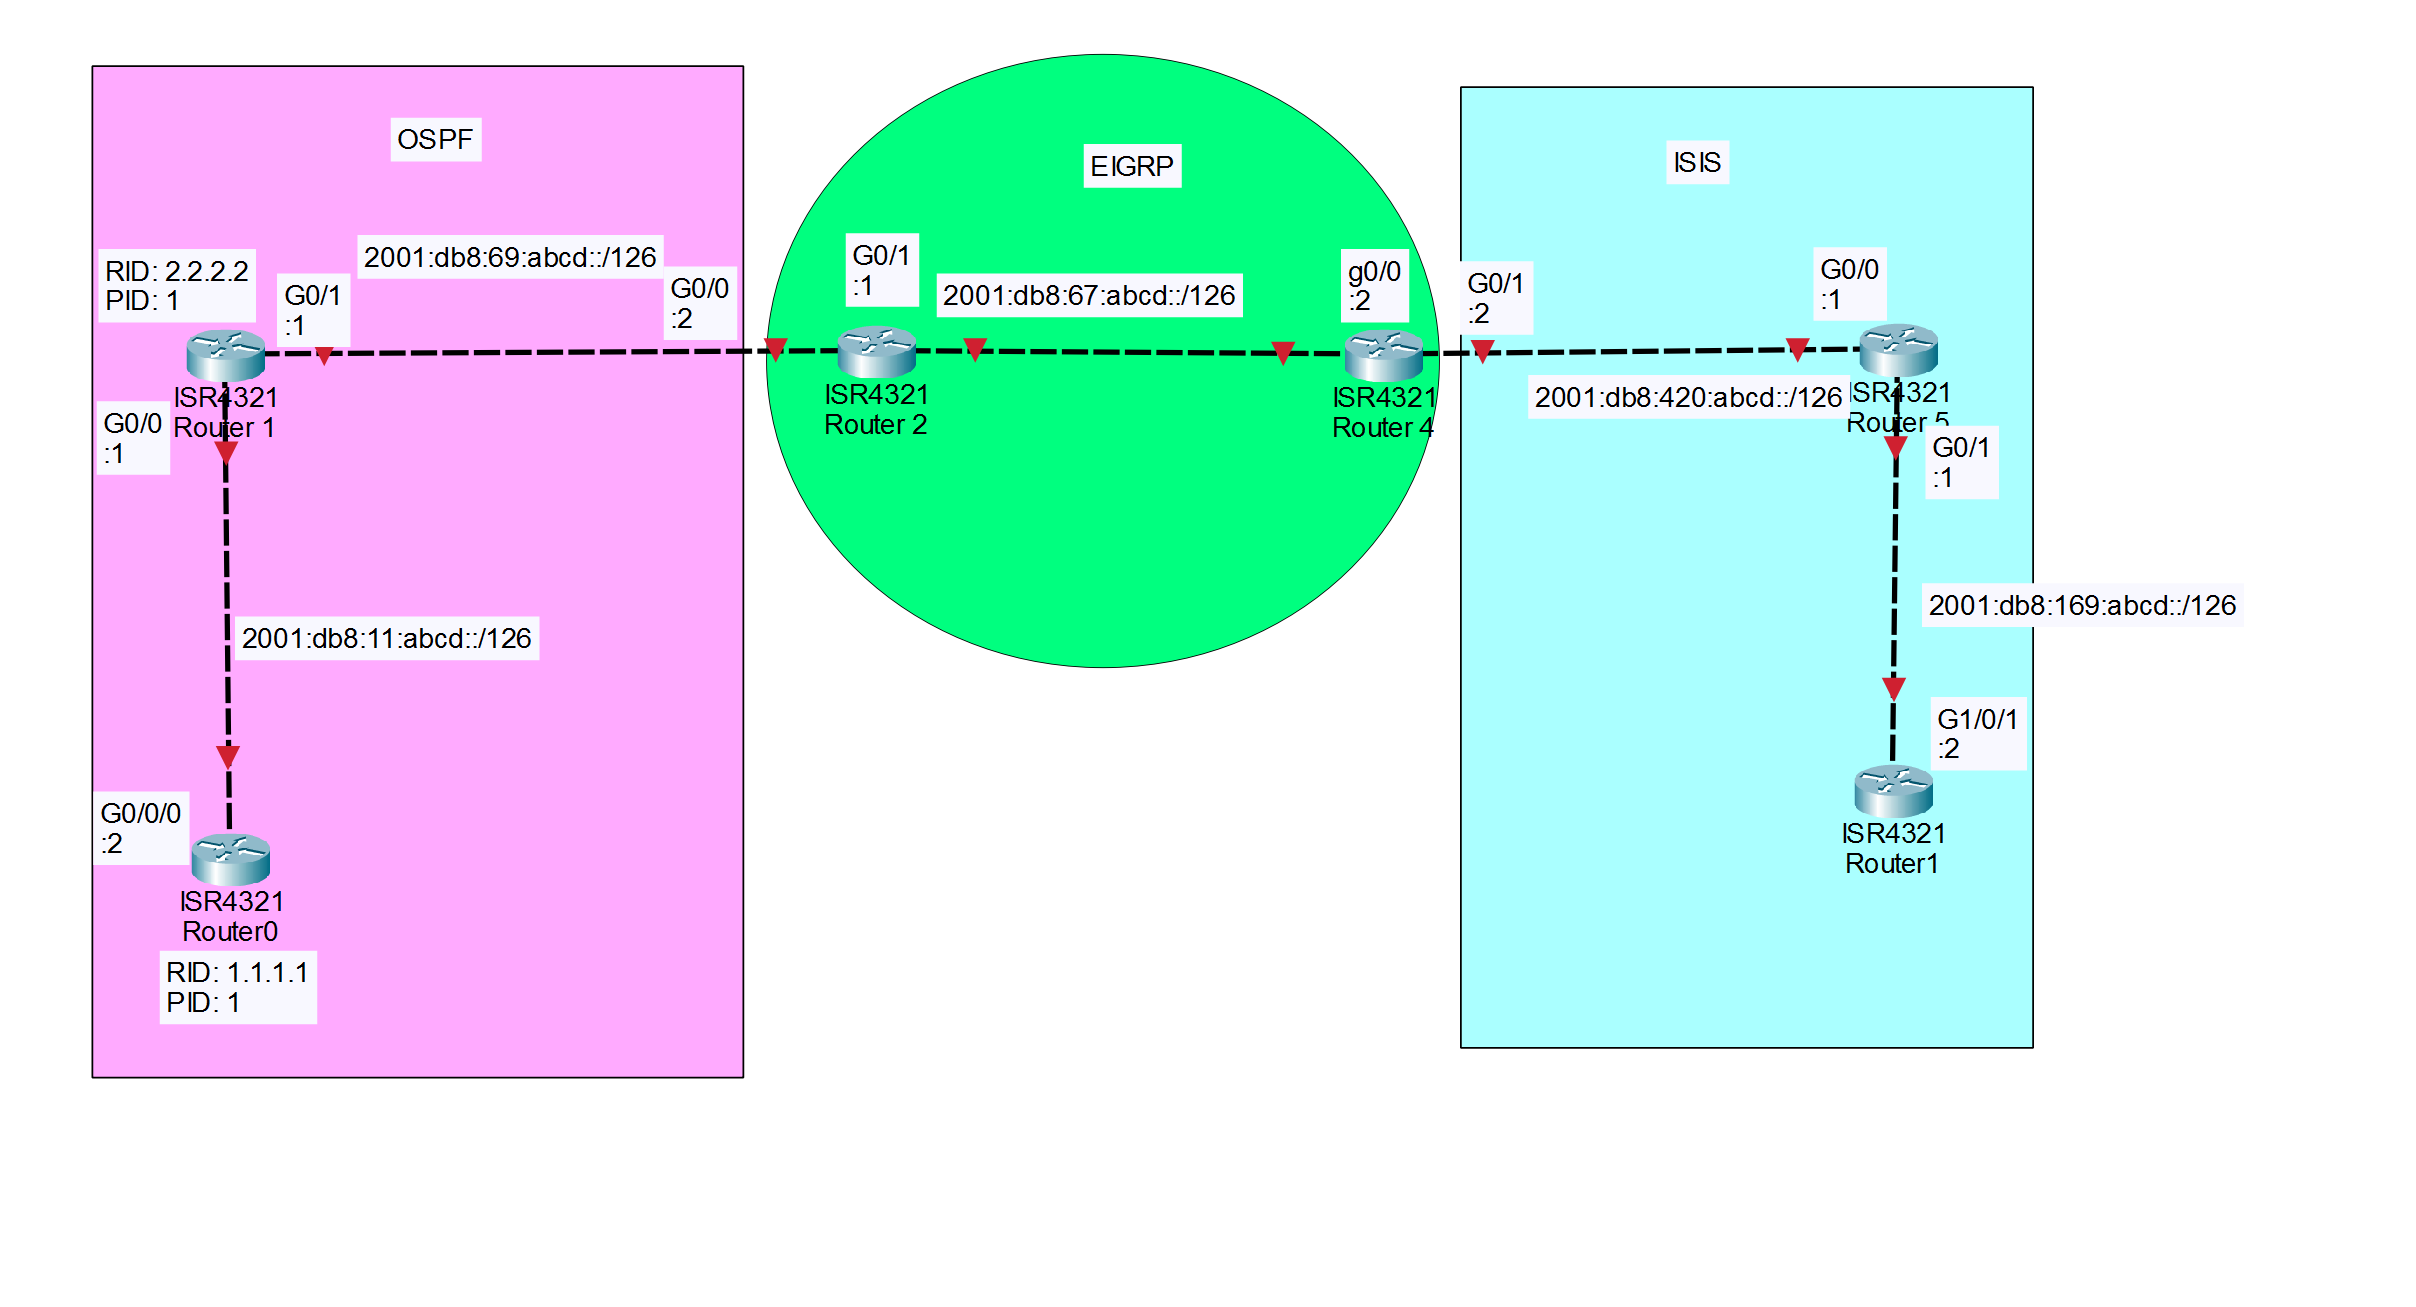 OSPF
EIGRP
ISIS
RID: 2.2.2.2
PID: 1
G0/1
:1
2001:db8:69:abcd::/126
G0/0
:2
G0/1
:1
2001:db8:67:abcd::/126
g0/0
:2
G0/1
:2
G0/0
:1
ISR4321
Router 1
ISR4321
Router 2
ISR4321
Router 4
2001:db8:420:abcd::/126
ISR4321
Router 5
G0/0
:1
G0/1
:1
2001:db8:11:abcd::/126
2001:db8:169:abcd::/126
G0/0/0
:2
G1/0/1
:2
ISR4321
Router0
ISR4321
Router1
RID: 1.1.1.1
PID: 1